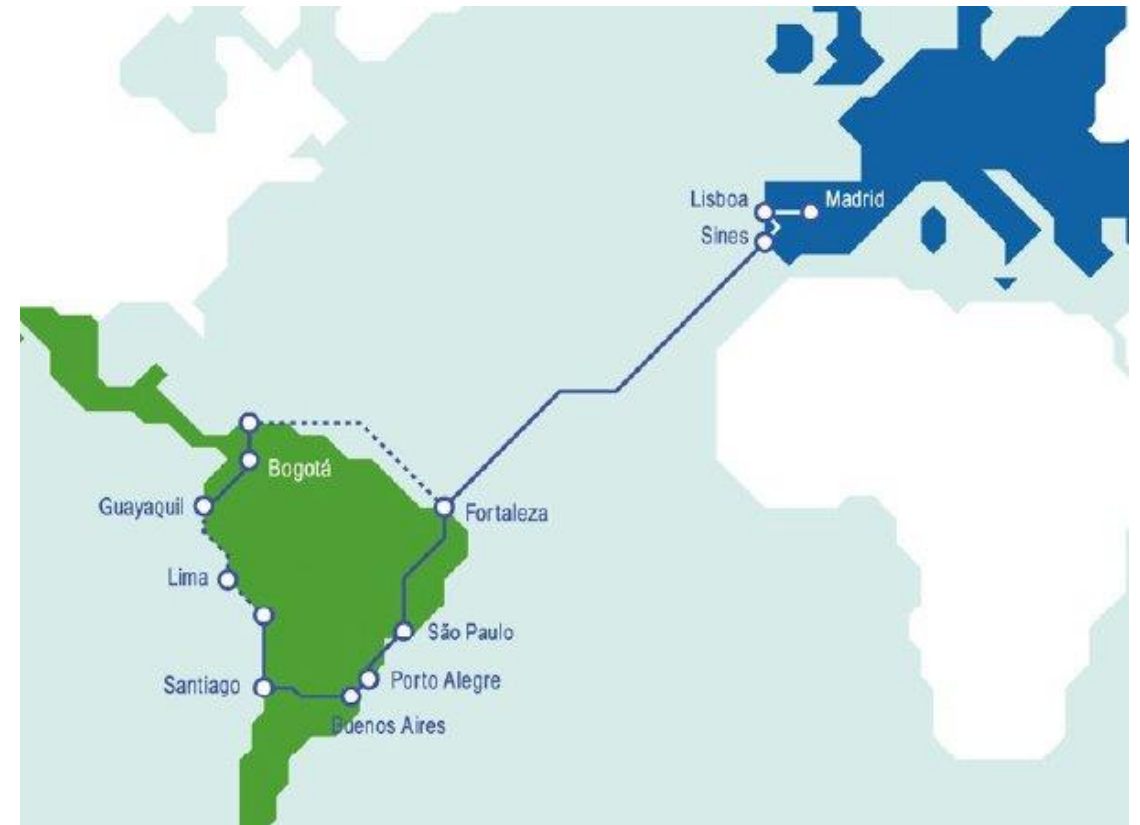 Lisboa
Madrid
Sines
Bogotá
Guayaquil
Fortaleza
Lima
São Paulo
Santiago
Porto Alegre
Buenos Aires